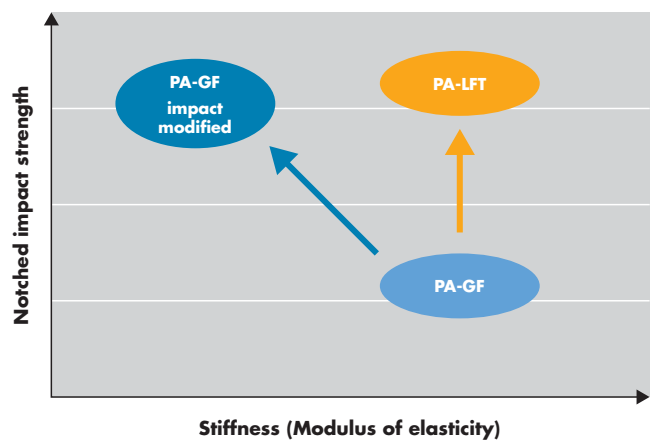 PA-GF
impact
modified
PA-LFT
PA-GF
Notched impact strength
Stiffness (Modulus of elasticity)